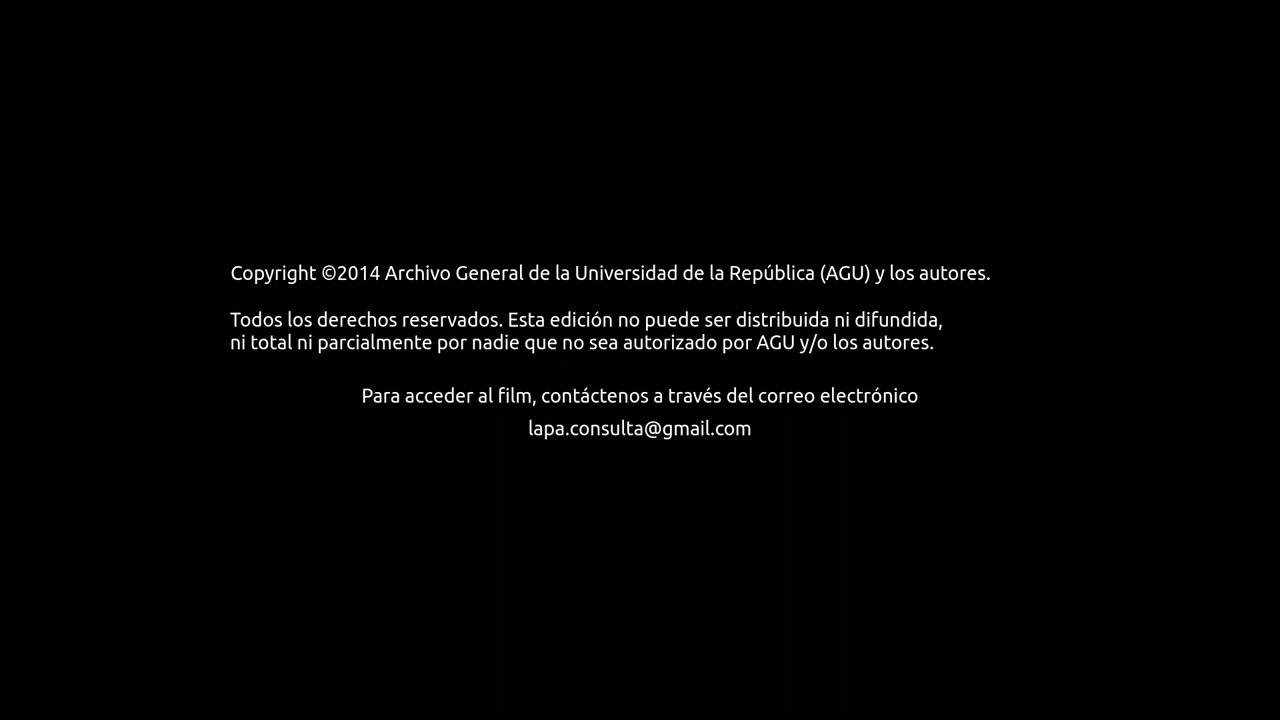 Copyright ©2014 Archivo General de la Universidad de la República (AGU) y los autores.
Todos los derechos reservados. Esta edición no puede ser distribuida ni difundida,
ni total ni parcialmente por nadie que no sea autorizado por AGU y/o los autores.
Para acceder al film, contáctenos a través del correo electrónico
lapa.consulta@gmail.com